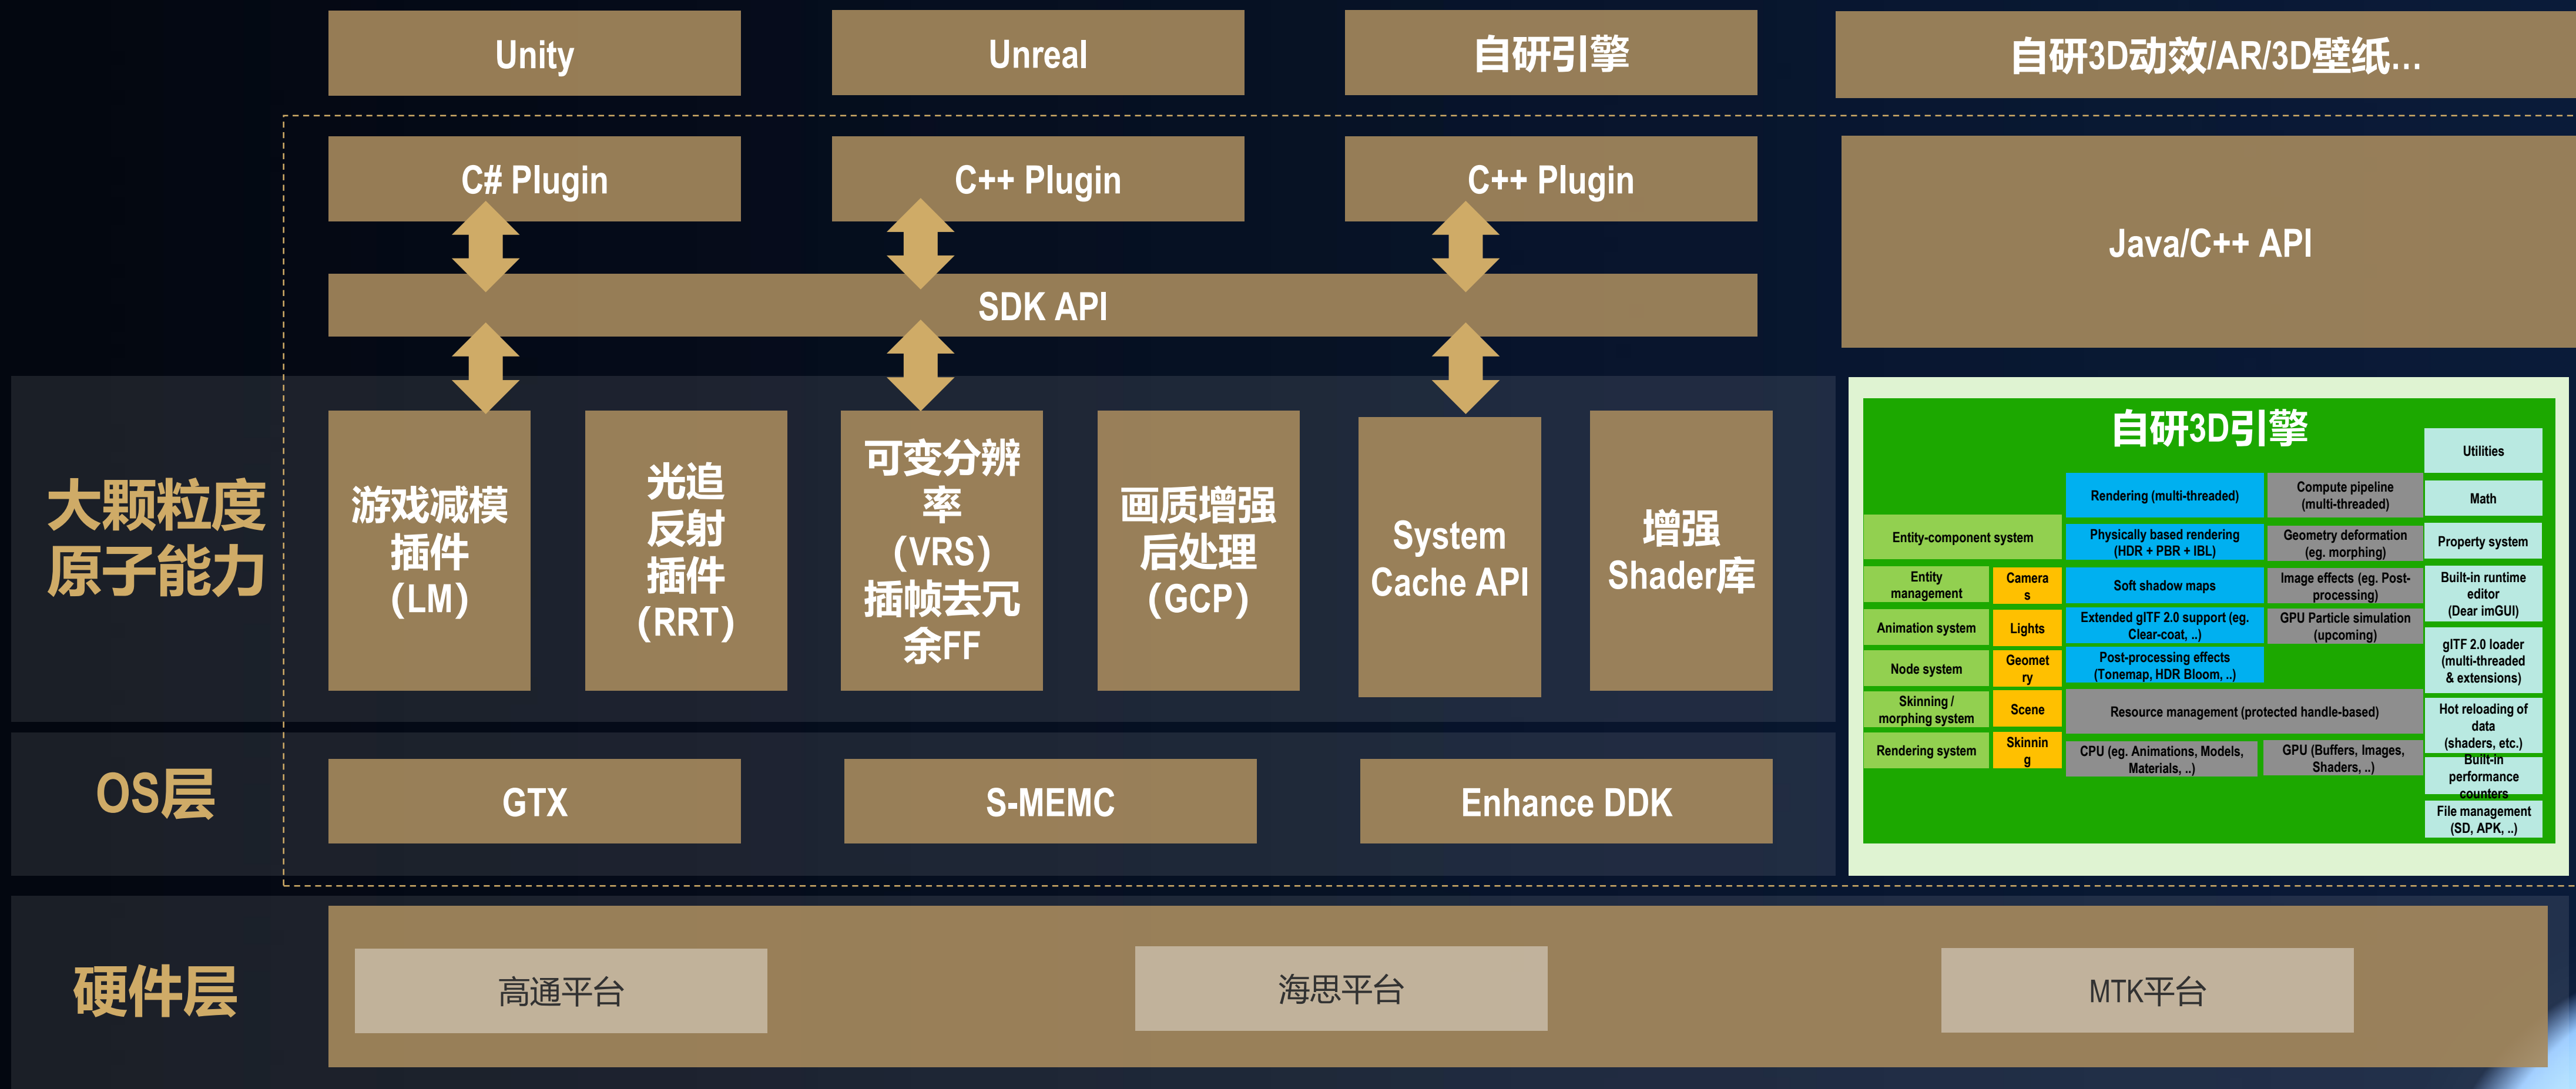 Unity
Unreal
自研引擎
自研3D动效/AR/3D壁纸...
C# Plugin
C++ Plugin
C++ Plugin
Java/C++ API
SDK API
大颗粒度
原子能力
游戏减模
插件
(LM)
光追
反射
插件
(RRT)
可变分辨
率
(VRS)
插帧去冗
余FF
画质增强
后处理
(GCP)
System
Cache API
增强
Shader库
自研3D引擎
Utilities
Math
Property system
Built-in runtime
editor
(Dear imGUI)
glTF 2.0 loader
(multi-threaded
& extensions)
Hot reloading of
data
(shaders, etc.)
Built-in
performance
counters
File management
(SD, APK, ..)
Rendering (multi-threaded)
Physically based rendering
(HDR + PBR + IBL)
Soft shadow maps
Extended glTF 2.0 support (eg.
Clear-coat, ..)
Post-processing effects
(Tonemap, HDR Bloom, ..)
Compute pipeline
(multi-threaded)
Geometry deformation
(eg. morphing)
Image effects (eg. Post-
processing)
GPU Particle simulation
(upcoming)
Entity-component system
Entity
management
Animation system
Node system
Skinning /
morphing system
Rendering system
Camera
s
Lights
Geomet
ry
Scene
Skinnin
g
Resource management (protected handle-based)
CPU (eg. Animations, Models,
Materials, ..)
GPU (Buffers, Images,
Shaders, ..)
OS层
GTX
S-MEMC
Enhance DDK
硬件层
高通平台
海思平台
MTK平台